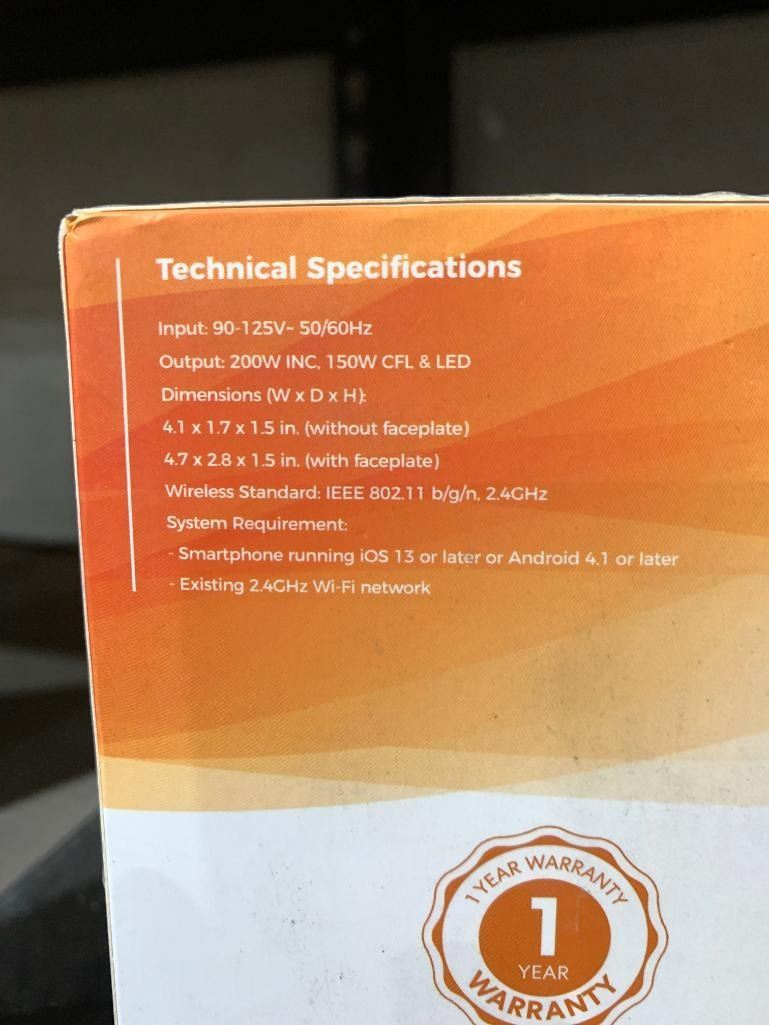 Technical Specifications
Input: 90-125V~ 50/60Hz
Output: 200W INC, 150W CFL & LED
Dimensions (W x D x H):
4.1 x 1.7 x 1.5 in. (without faceplate)
4.7 x 2.8 x 1.5 in. (with faceplate)
Wireless Standard: IEEE 802.11 b/g/n, 2.4GHz
System Requirement:
- Smartphone running iOS 13 or later or Android 4.1 or later
- Existing 2.4GHz Wi-Fi network
1 YEAR WARRANTY
1
YEAR
WARRANTY